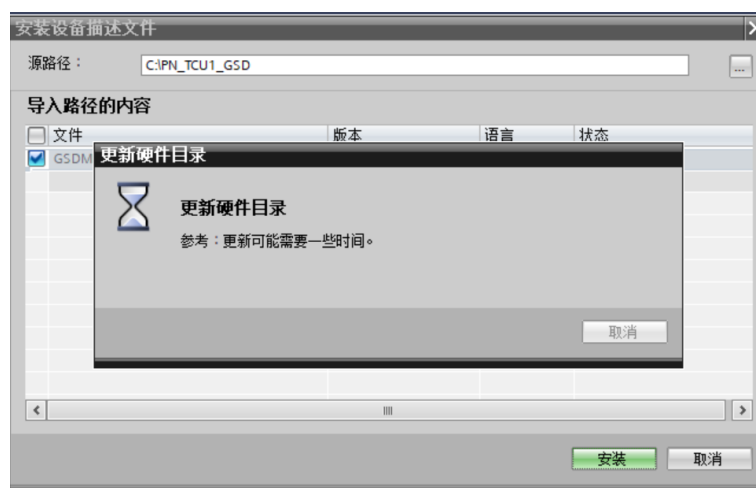 安装设备描述文件
源路径：
C:\PN_TCU1_GSD
...
导入路径的内容
文件 版本 语言 状态
GSDM
更新硬件目录
更新硬件目录
参考：更新可能需要一些时间。
取消
安装 取消